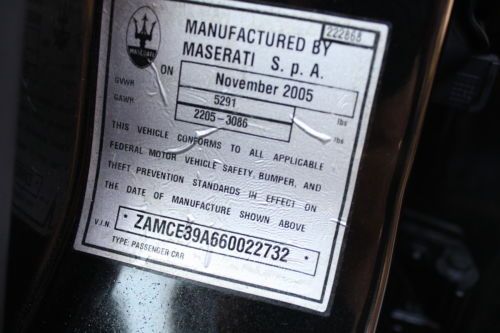 222868
MANUFACTURED BY
MASERATI S. p. A.
MASERATI
ON November 2005
GVWR 5291 lbs
GAWR 2205-3086 lbs
THIS VEHICLE CONFORMS TO ALL APPLICABLE
FEDERAL MOTOR VEHICLE SAFETY, BUMPER, AND
THEFT PREVENTION STANDARDS IN EFFECT ON
THE DATE OF MANUFACTURE SHOWN ABOVE
V.I.N. * ZAMCE39A660022732 *
TYPE: PASSENGER CAR